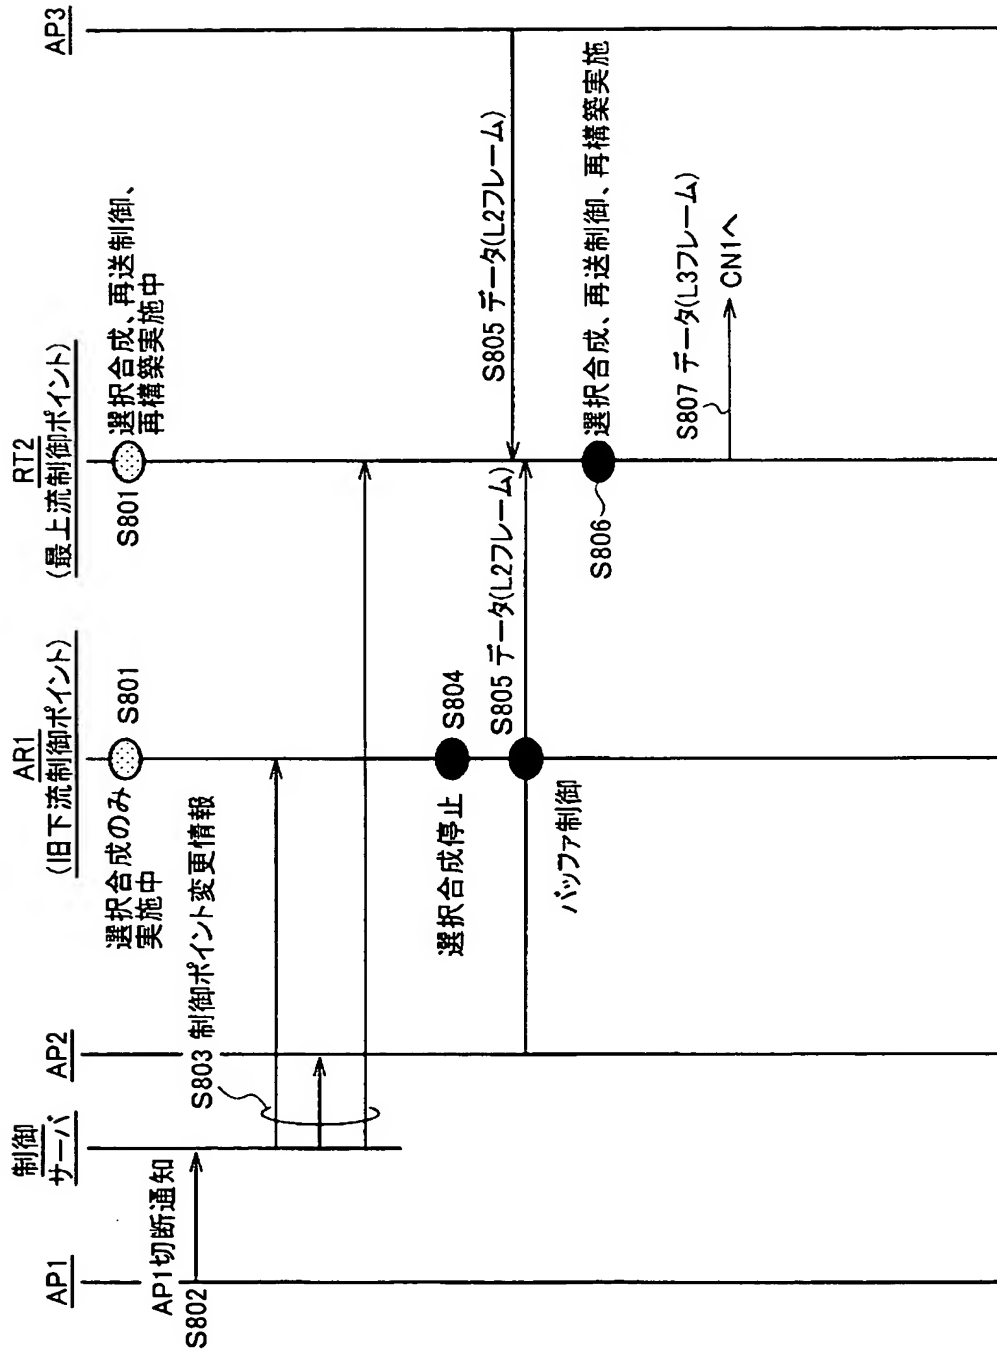 AP1
制御
サーバ
AP2
AR1
(旧下流制御ポイント)
RT2
(最上流制御ポイント)
AP3
選択合成のみ
実施中
S801
S801
選択合成、再送制御、
再構築実施中
AP1切断通知
S802
S803 制御ポイント変更情報
選択合成停止
S804
S805 データ(L2フレーム)
S805 データ(L2フレーム)
バッファ制御
S806
選択合成、再送制御、再構築実施
S807 データ(L3フレーム)
CN1へ